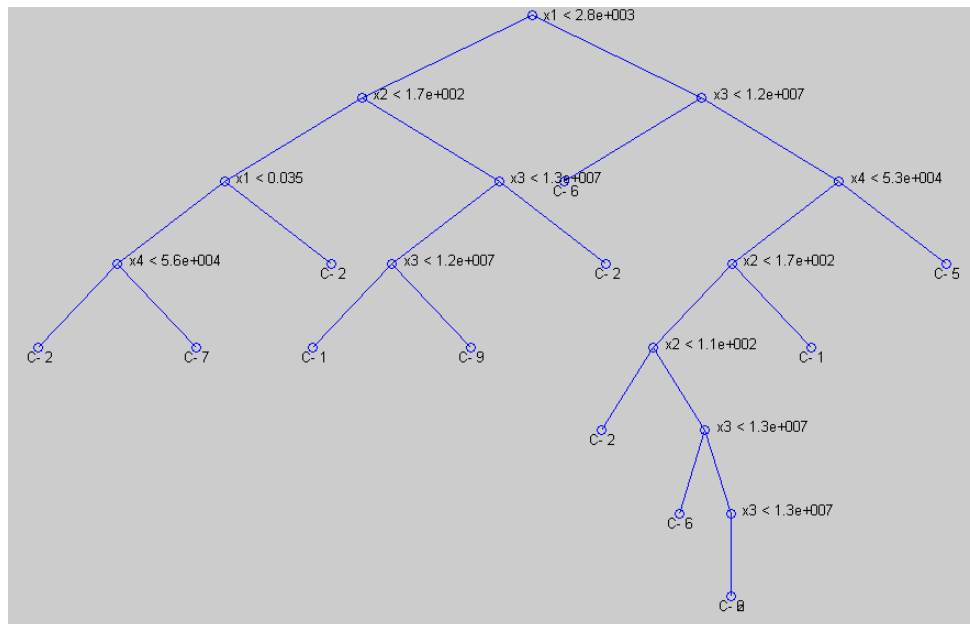 x1 < 2.8e+003
x2 < 1.7e+002
x3 < 1.2e+007
x1 < 0.035
x3 < 1.3e+007
C- 6
x4 < 5.3e+004
x4 < 5.6e+004
C- 2
x3 < 1.2e+007
C- 2
x2 < 1.7e+002
C- 5
C- 2
C- 7
C- 1
C- 9
x2 < 1.1e+002
C- 1
C- 2
x3 < 1.3e+007
C- 6
x3 < 1.3e+007